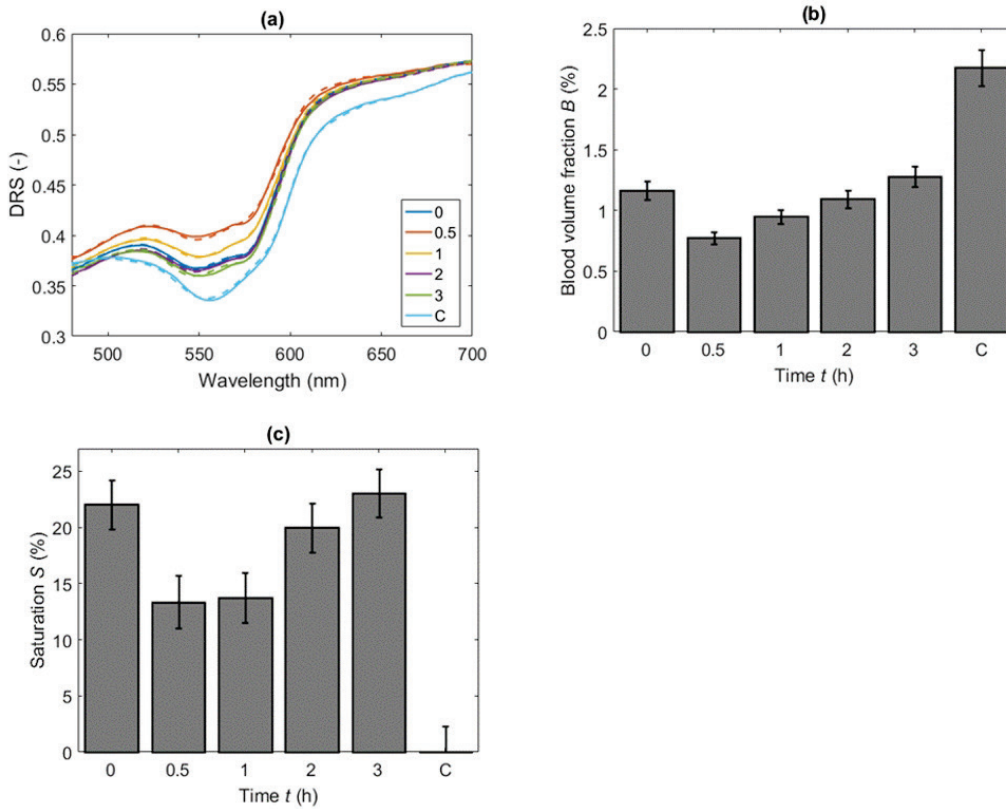 (a)
0.6
0.55
0.5
0.45
0.4
0.35
0.3
DRS (-)
0
0.5
1
2
3
C
500 550 600 650 700
Wavelength (nm)
(b)
2.5
2
1.5
1
0.5
0
Blood volume fraction B (%)
0 0.5 1 2 3 C
Time t (h)
(c)
25
20
15
10
5
0
Saturation S (%)
0 0.5 1 2 3 C
Time t (h)